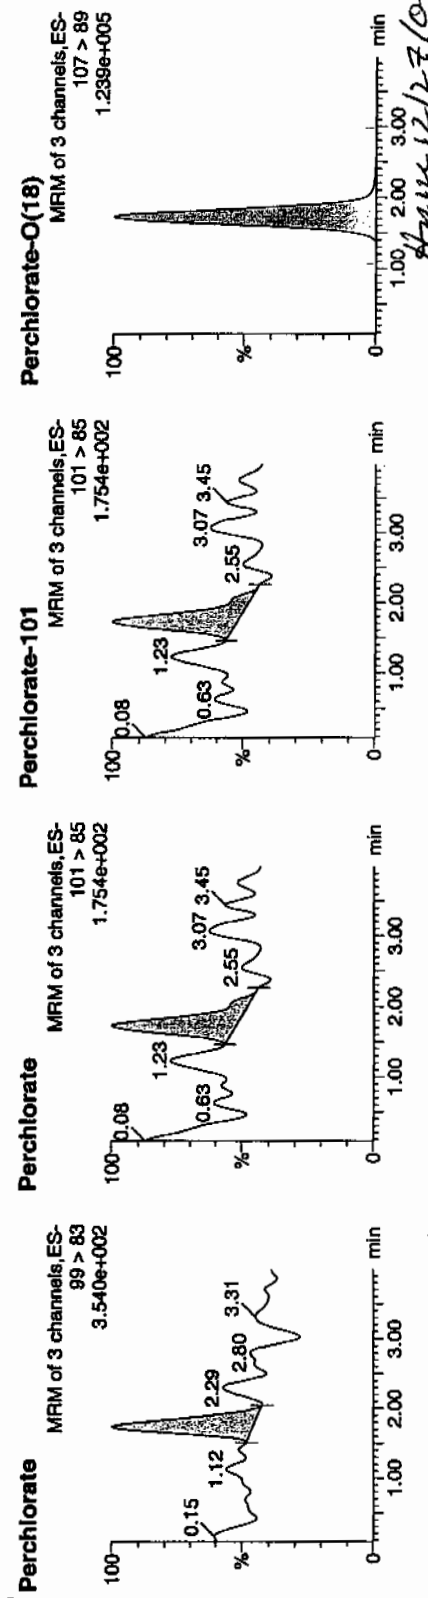 Perchlorate
MRM of 3 channels,ES-
99 > 83
3.540e+002
100
%
0
0.15
1.12
2.29
2.80
3.31
1.00
2.00
3.00
min
Perchlorate
MRM of 3 channels,ES-
101 > 85
1.754e+002
100
%
0
0.08
0.63
1.23
2.55
3.07
3.45
1.00
2.00
3.00
min
Perchlorate-101
MRM of 3 channels,ES-
101 > 85
1.754e+002
100
%
0
0.08
0.63
1.23
2.55
3.07
3.45
1.00
2.00
3.00
min
Perchlorate-O(18)
MRM of 3 channels,ES-
107 > 89
1.239e+005
100
%
0
1.00
2.00
3.00
min